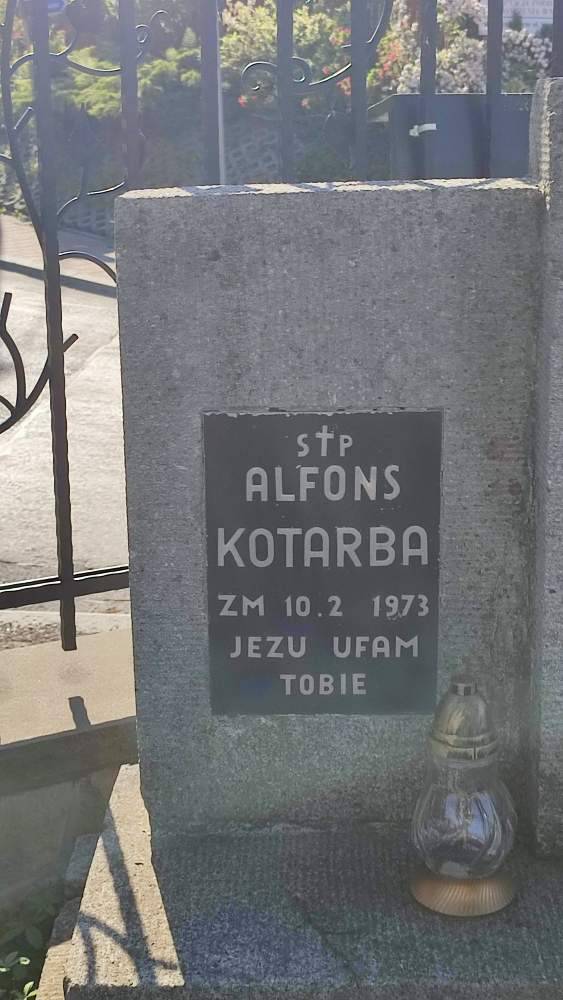 S✝P
ALFONS
KOTARBA
ZM 10.2 1973
JEZU UFAM
TOBIE